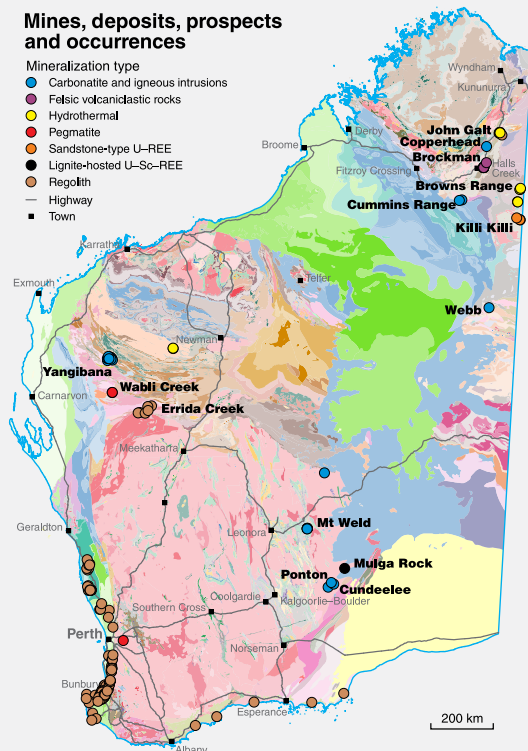 Mines, deposits, prospects
and occurrences
Mineralization type
Carbonatite and igneous intrusions
Felsic volcaniclastic rocks
Hydrothermal
Pegmatite
Sandstone-type U–REE
Lignite-hosted U–Sc–REE
Regolith
Highway
Town
Wyndham
Kununurra
John Galt
Derby
Copperhead
Broome
Brockman
Halls
Creek
Fitzroy Crossing
Browns Range
Cummins Range
Killi Killi
Karratha
Telfer
Exmouth
Webb
Newman
Yangibana
Wabli Creek
Carnarvon
Errida Creek
Meekatharra
Geraldton
Mt Weld
Leonora
Mulga Rock
Ponton
Cundeelee
Coolgardie
Kalgoorlie–Boulder
Southern Cross
Perth
Norseman
Bunbury
Esperance
200 km
Albany